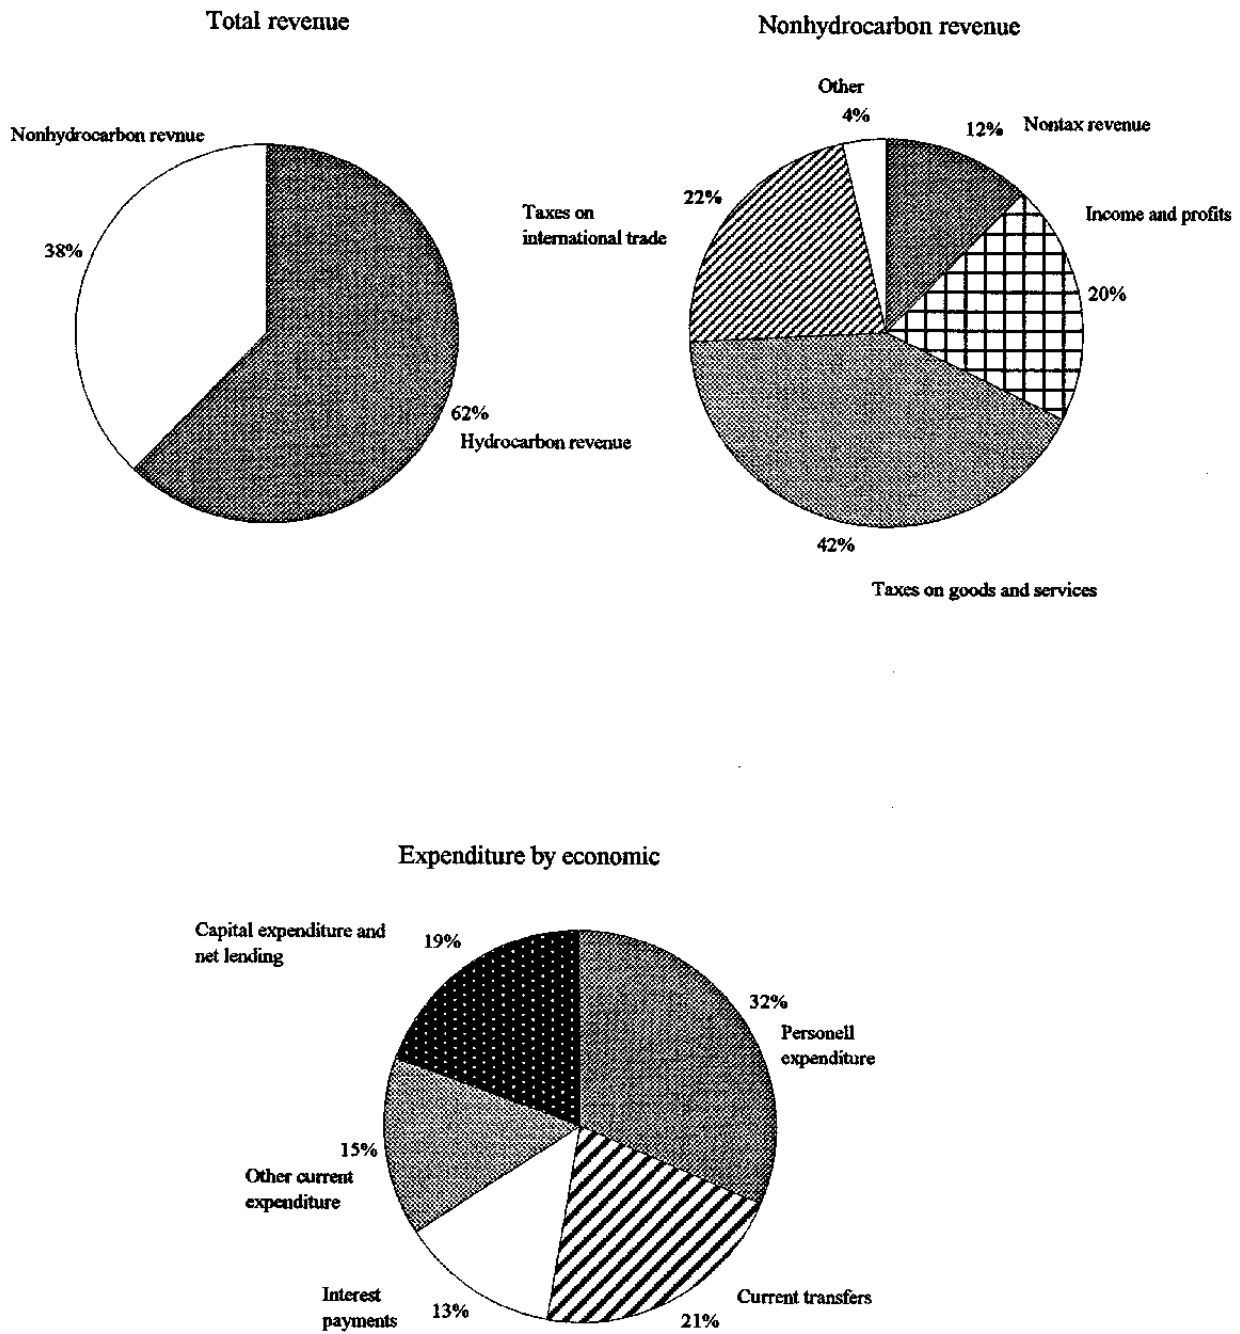 Total revenue
Nonhydrocarbon revnue
38%
62%
Hydrocarbon revenue
Nonhydrocarbon revenue
Other
4%
12%
Nontax revenue
22%
Taxes on
international trade
Income and profits
20%
42%
Taxes on goods and services
Expenditure by economic
Capital expenditure and
net lending
19%
32%
Personell
expenditure
15%
Other current
expenditure
Interest
payments
13%
21%
Current transfers